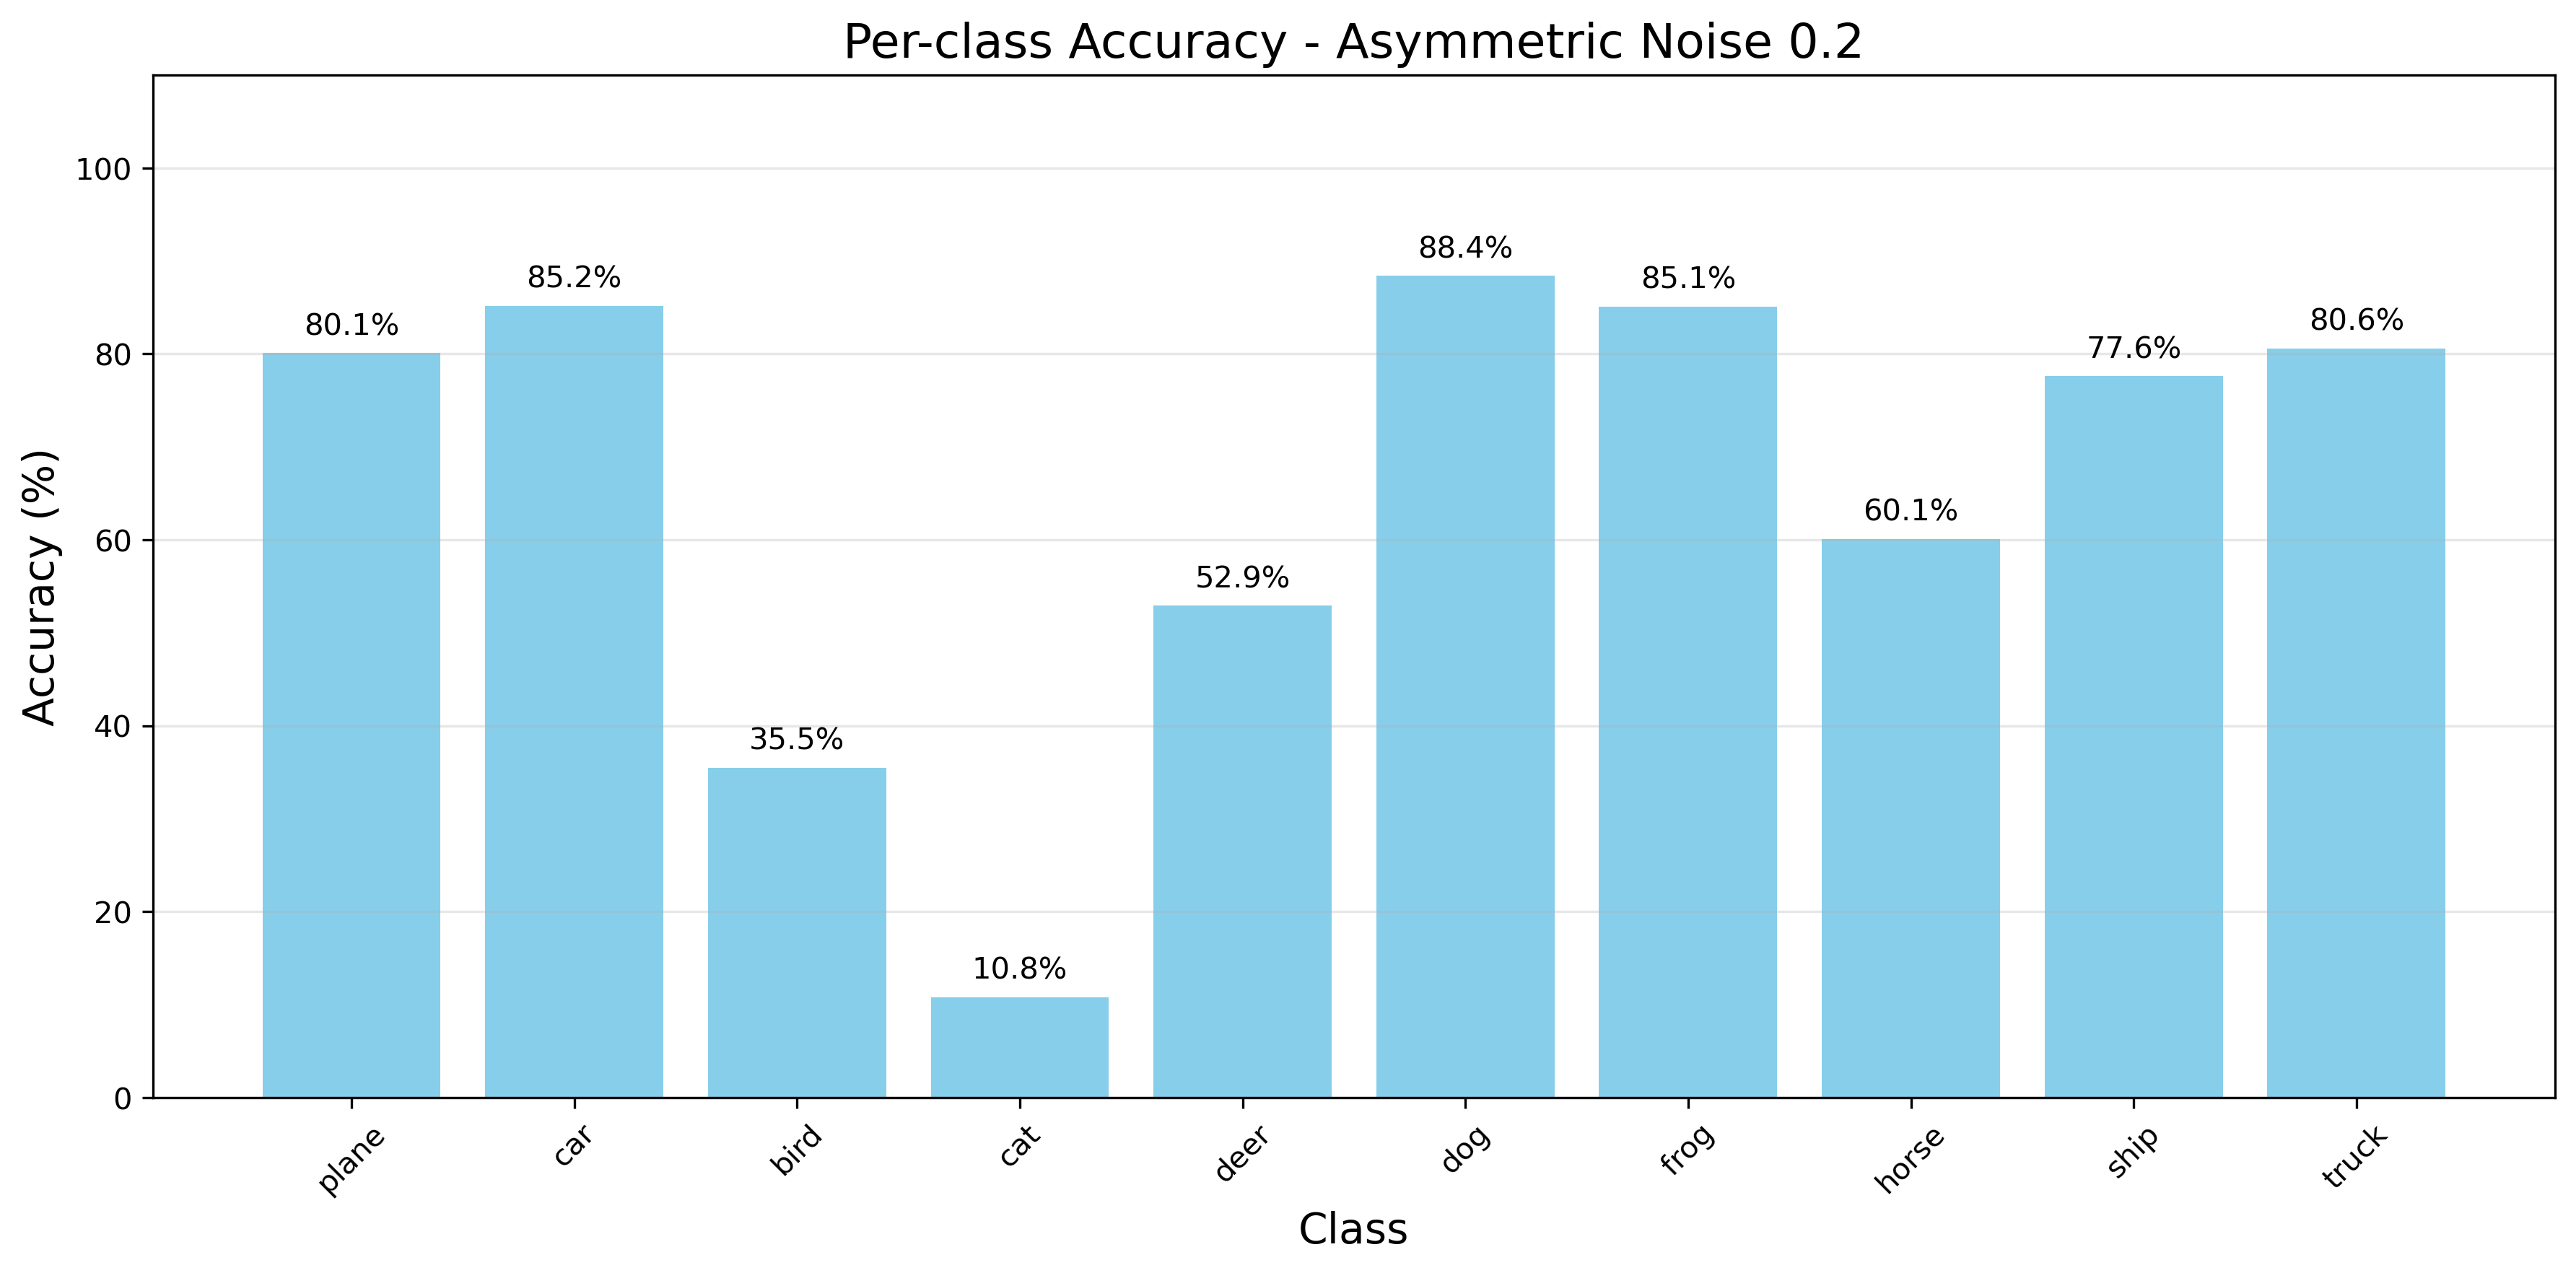 Per-class Accuracy - Asymmetric Noise 0.2
Accuracy (%)
100
80
60
40
20
0
80.1%
85.2%
35.5%
10.8%
52.9%
88.4%
85.1%
60.1%
77.6%
80.6%
plane
car
bird
cat
deer
dog
frog
horse
ship
truck
Class